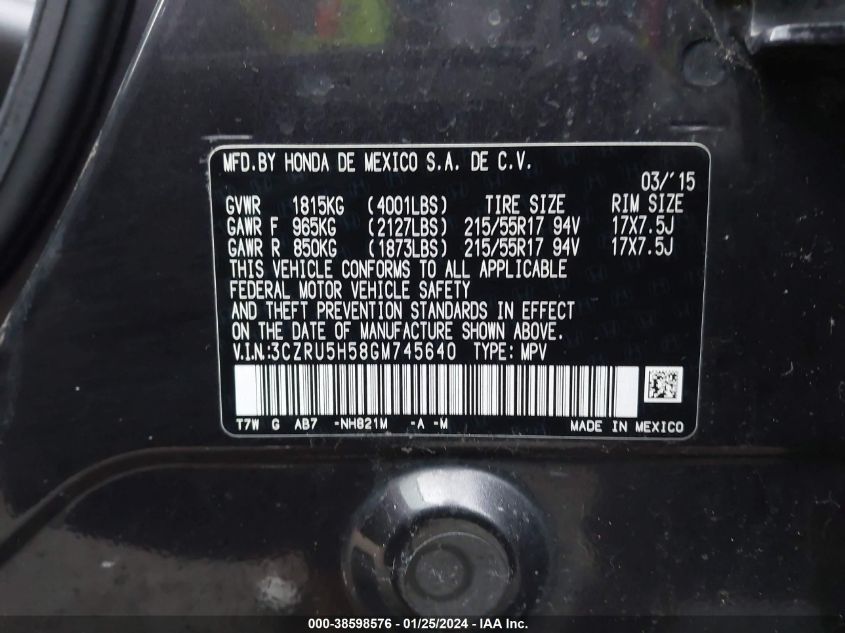 MFD.BY HONDA DE MEXICO S.A. DE C.V.
03/'15
GVWR 1815KG (4001LBS) TIRE SIZE RIM SIZE
GAWR F 965KG (2127LBS) 215/55R17 94V 17X7.5J
GAWR R 850KG (1873LBS) 215/55R17 94V 17X7.5J
THIS VEHICLE CONFORMS TO ALL APPLICABLE
FEDERAL MOTOR VEHICLE SAFETY
AND THEFT PREVENTION STANDARDS IN EFFECT
ON THE DATE OF MANUFACTURE SHOWN ABOVE.
V.I.N:3CZRU5H58GM745640 TYPE: MPV
T7W G AB7 -NH821M -A -M MADE IN MEXICO
000-38598576 - 01/25/2024 - IAA Inc.